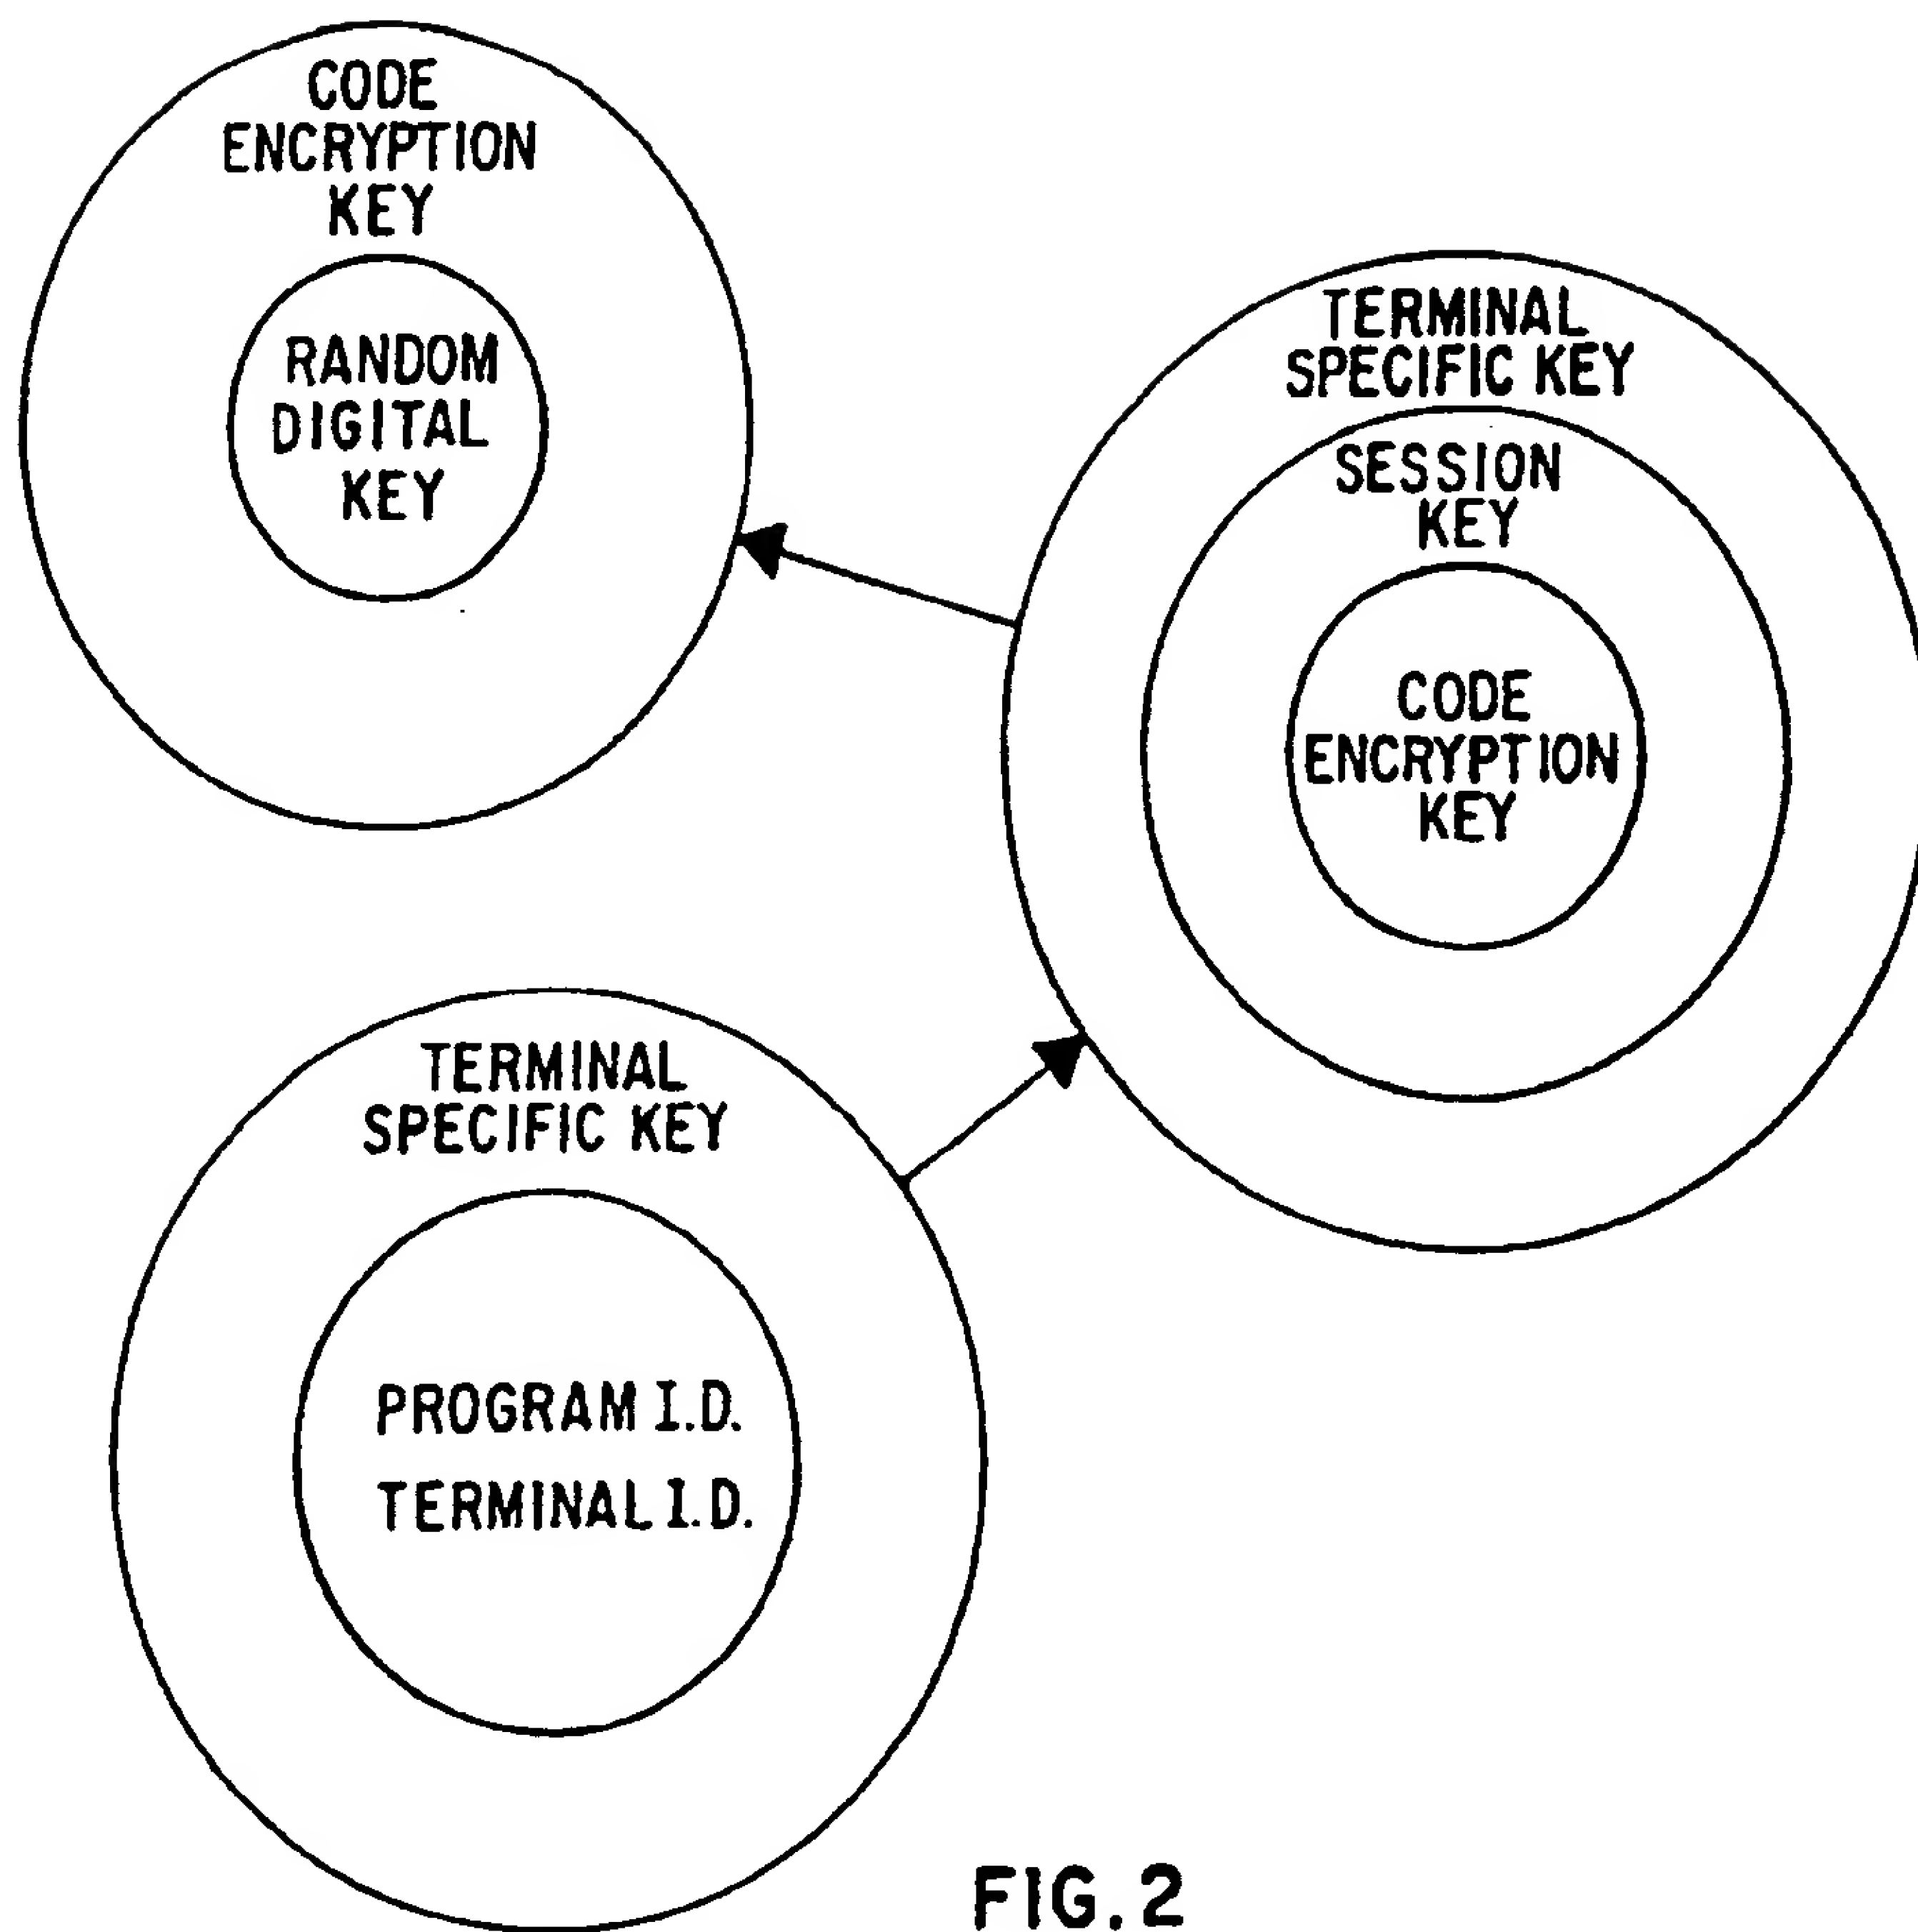 CODE
ENCRYPTION
KEY
RANDOM
DIGITAL
KEY
TERMINAL
SPECIFIC KEY
SESSION
KEY
CODE
ENCRYPTION
KEY
TERMINAL
SPECIFIC KEY
PROGRAM I.D.
TERMINAL I.D.
FIG.2